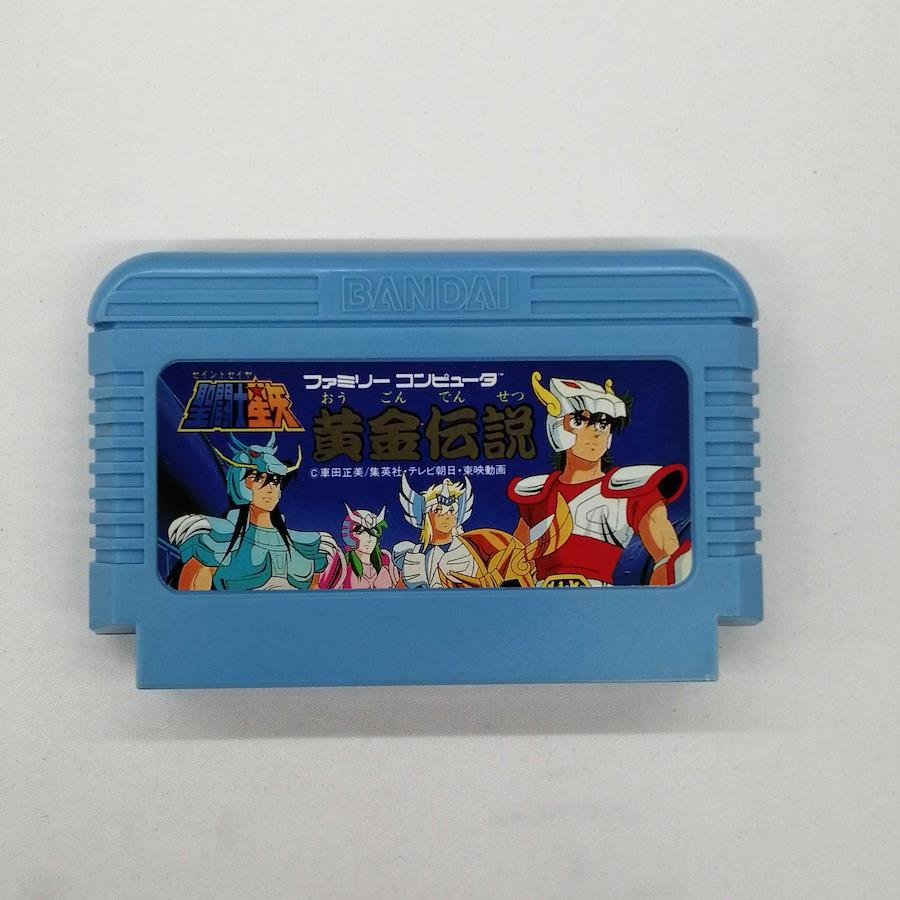 BANDAI
セイントセイヤ
聖闘士星矢
ファミリー コンピュータ™
おう ごん でん せつ
黄金伝説
©車田正美/集英社・テレビ朝日・東映動画